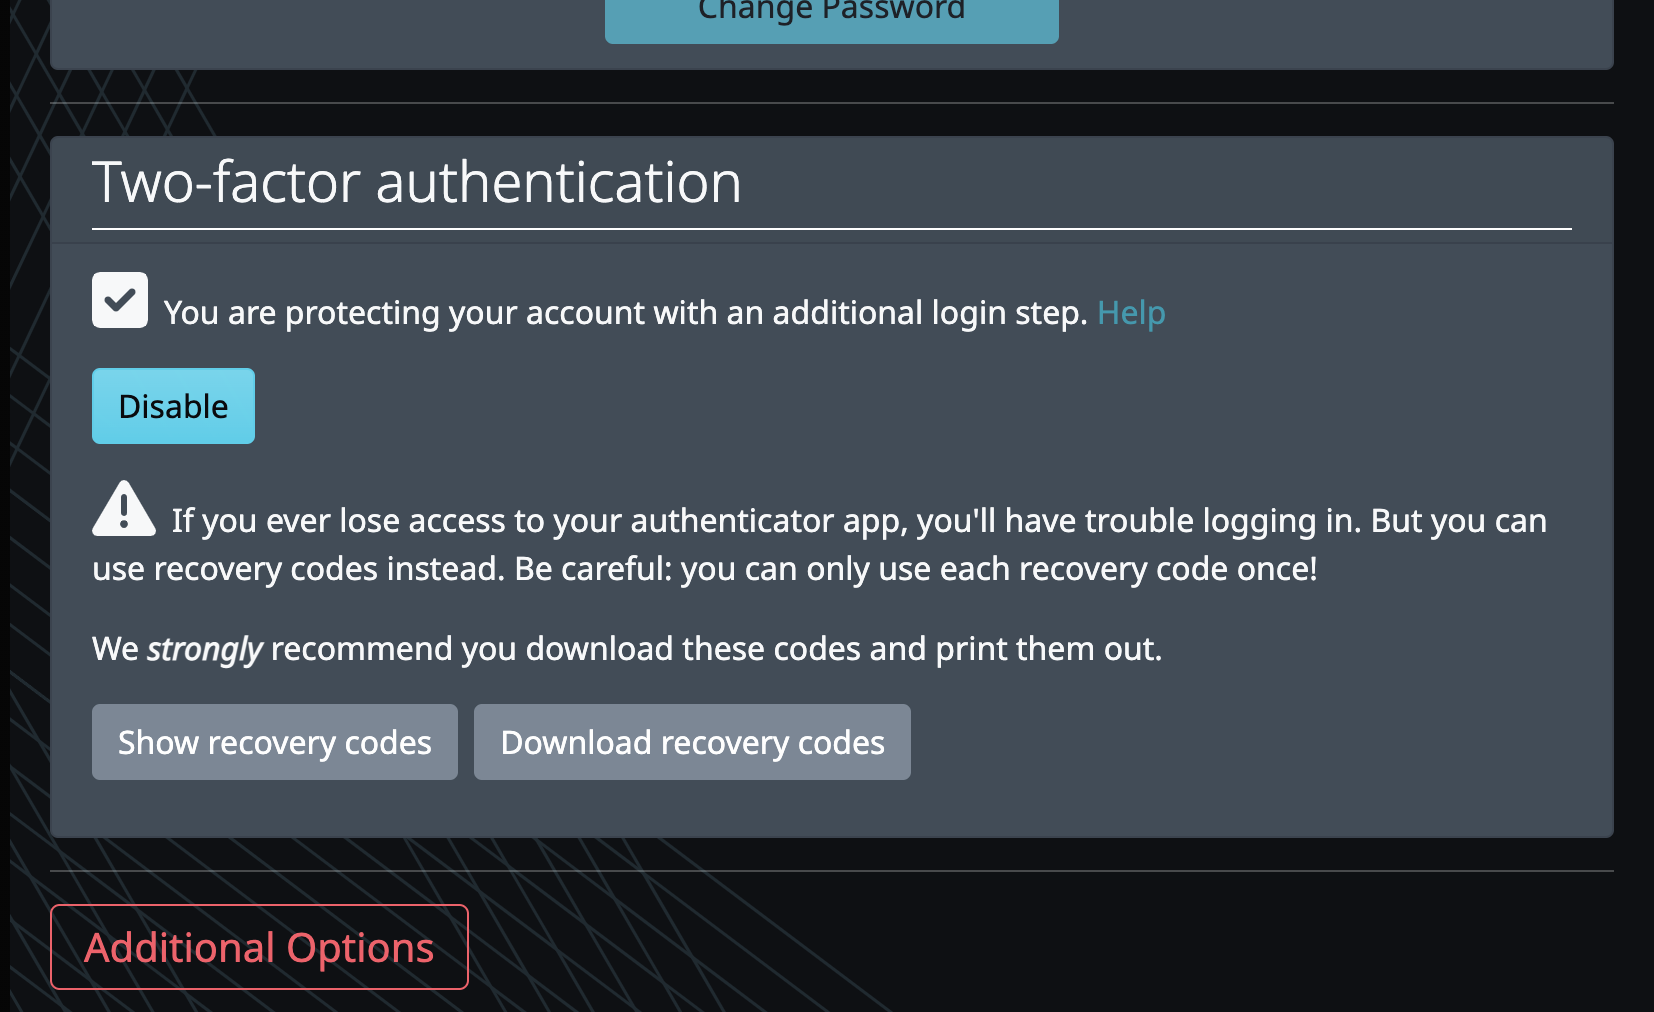 Change Password
Two-factor authentication
You are protecting your account with an additional login step. Help
Disable
If you ever lose access to your authenticator app, you'll have trouble logging in. But you can
use recovery codes instead. Be careful: you can only use each recovery code once!
We strongly recommend you download these codes and print them out.
Show recovery codes
Download recovery codes
Additional Options